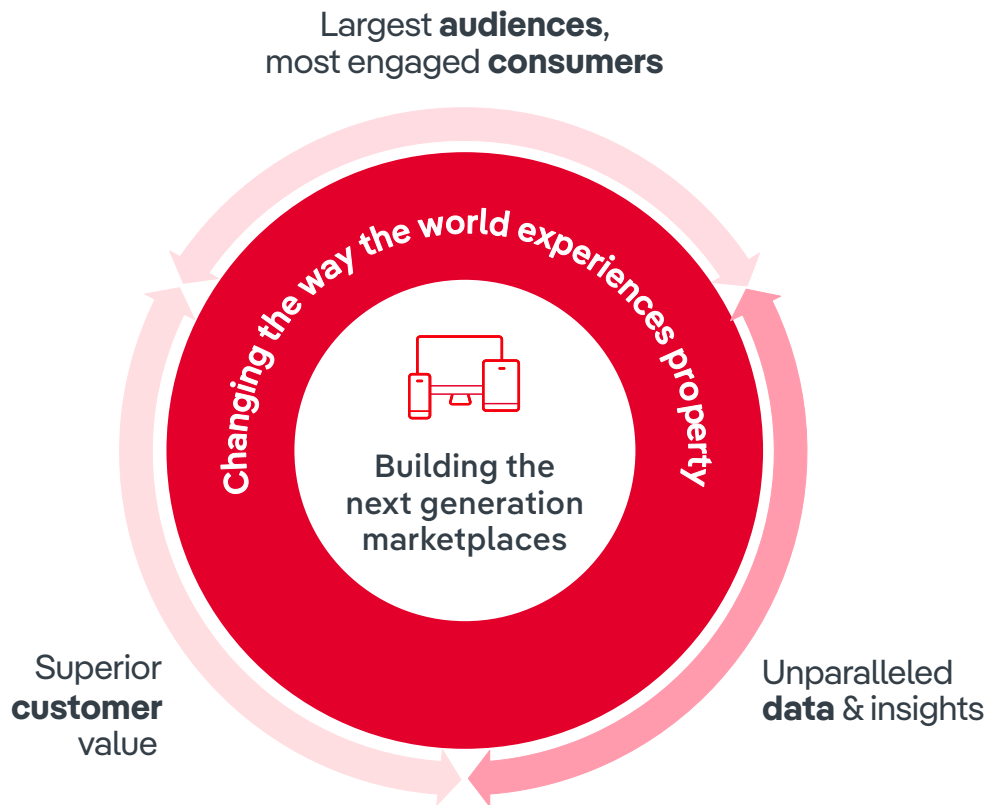 Largest audiences,
most engaged consumers
Changing the way the world experiences property
Building the
next generation
marketplaces
Superior
customer
value
Unparalleled
data & insights